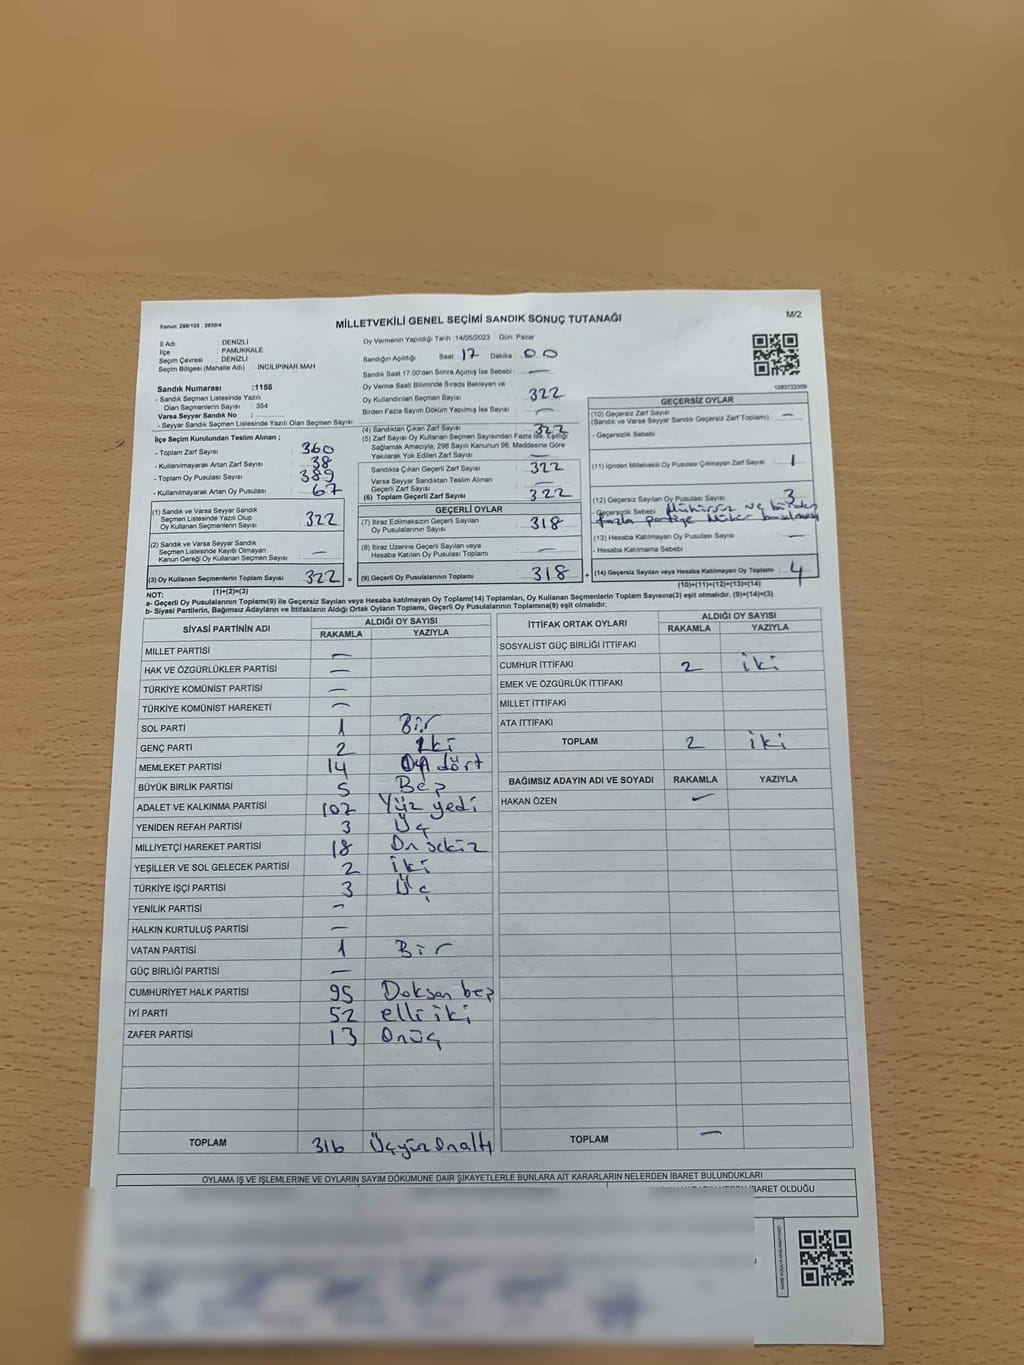 Kanun: 298/105 , 2839/4
MİLLETVEKİLİ GENEL SEÇİMİ SANDIK SONUÇ TUTANAĞI
M/2
İl Adı : DENİZLİ
İlçe : PAMUKKALE
Seçim Çevresi : DENİZLİ
Seçim Bölgesi (Mahalle Adı) : INCILIPINAR MAH
Sandık Numarası :1156
- Sandık Seçmen Listesinde Yazılı
Olan Seçmenlerin Sayısı : 354
Varsa Seyyar Sandık No :
- Seyyar Sandık Seçmen Listesinde Yazılı Olan Seçmen Sayısı
İlçe Seçim Kurulundan Teslim Alınan ;
- Toplam Zarf Sayısı : 360
- Kullanılmayarak Artan Zarf Sayısı : 38
- Toplam Oy Pusulası Sayısı : 389
- Kullanılmayarak Artan Oy Pusulası : 67
(1) Sandık ve Varsa Seyyar Sandık
Seçmen Listesinde Yazılı Olup
Oy Kullanan Seçmenlerin Sayısı : 322
(2) Sandık ve Varsa Seyyar Sandık
Seçmen Listesinde Kayıtlı Olmayan
Kanun Gereği Oy Kullanan Seçmen Sayısı : —
(3) Oy Kullanan Seçmenlerin Toplam Sayısı : 322 =
(1)+(2)=(3)
Oy Vermenin Yapıldığı Tarih :14/05/2023 Gün: Pazar
Sandığın Açıldığı Saat: 17 Dakika : 00
Sandık Saat 17.00'den Sonra Açılmış İse Sebebi : —
Oy Verme Saati Bitiminde Sırada Bekleyen ve
Oy Kullandırılan Seçmen Sayısı : 322
Birden Fazla Sayım Döküm Yapılmış İse Sayısı : —
(4) Sandıktan Çıkan Zarf Sayısı : 322
(5) Zarf Sayısı Oy Kullanan Seçmen Sayısından Fazla İse, Eşitliği
Sağlamak Amacıyla; 298 Sayılı Kanunun 98. Maddesine Göre
Yakılarak Yok Edilen Zarf Sayısı : —
Sandıkta Çıkan Geçerli Zarf Sayısı : 322
Varsa Seyyar Sandıktan Teslim Alınan
Geçerli Zarf Sayısı : —
(6) Toplam Geçerli Zarf Sayısı : 322
GEÇERLİ OYLAR
(7) İtiraz Edilmeksizin Geçerli Sayılan
Oy Pusulalarının Sayısı : 318
(8) İtiraz Üzerine Geçerli Sayılan veya
Hesaba Katılan Oy Pusulası Toplamı : —
(9) Geçerli Oy Pusulalarının Toplamı : 318 +
1083722309
GEÇERSİZ OYLAR
(10) Geçersiz Zarf Sayısı
(Sandık ve Varsa Seyyar Sandık Geçersiz Zarf Toplamı) : —
- Geçersizlik Sebebi :
(11) İçinden Milletvekili Oy Pusulası Çıkmayan Zarf Sayısı : 1
(12) Geçersiz Sayılan Oy Pusulası Sayısı : 3
- Geçersizlik Sebebi : Mühürsüz ve birden
fazla partiye mühür basılması
(13) Hesaba Katılmayan Oy Pusulası Sayısı : —
- Hesaba Katılmama Sebebi :
(14) Geçersiz Sayılan veya Hesaba Katılmayan Oy Toplamı : 4
(10)+(11)+(12)+(13)=(14)
NOT:
a- Geçerli Oy Pusulalarının Toplamı(9) ile Geçersiz Sayılan veya Hesaba katılmayan Oy Toplamı(14) Toplamları, Oy Kullanan Seçmenlerin Toplam Sayısına(3) eşit olmalıdır. (9)+(14)=(3)
b- Siyasi Partilerin, Bağımsız Adayların ve İttifakların Aldığı Ortak Oyların Toplamı, Geçerli Oy Pusulalarının Toplamına(9) eşit olmalıdır.
SİYASİ PARTİNİN ADI ALDIĞI OY SAYISI
RAKAMLA YAZIYLA
MİLLET PARTİSİ —
HAK VE ÖZGÜRLÜKLER PARTİSİ —
TÜRKİYE KOMÜNİST PARTİSİ —
TÜRKİYE KOMÜNİST HAREKETİ —
SOL PARTİ 1 Bir
GENÇ PARTİ 2 İki
MEMLEKET PARTİSİ 14 On dört
BÜYÜK BİRLİK PARTİSİ 5 Beş
ADALET VE KALKINMA PARTİSİ 107 Yüz yedi
YENİDEN REFAH PARTİSİ 3 Üç
MİLLİYETÇİ HAREKET PARTİSİ 18 On sekiz
YEŞİLLER VE SOL GELECEK PARTİSİ 2 iki
TÜRKİYE İŞÇİ PARTİSİ 3 Üç
YENİLİK PARTİSİ —
HALKIN KURTULUŞ PARTİSİ —
VATAN PARTİSİ 1 Bir
GÜÇ BİRLİĞİ PARTİSİ —
CUMHURİYET HALK PARTİSİ 95 Doksan beş
İYİ PARTİ 52 elli iki
ZAFER PARTİSİ 13 Onüç
TOPLAM 316 Üçyüz Onaltı
İTTİFAK ORTAK OYLARI ALDIĞI OY SAYISI
RAKAMLA YAZIYLA
SOSYALİST GÜÇ BİRLİĞİ İTTİFAKI
CUMHUR İTTİFAKI 2 iki
EMEK VE ÖZGÜRLÜK İTTİFAKI
MİLLET İTTİFAKI
ATA İTTİFAKI
TOPLAM 2 iki
BAĞIMSIZ ADAYIN ADI VE SOYADI RAKAMLA YAZIYLA
HAKAN ÖZEN —
TOPLAM —
OYLAMA İŞ VE İŞLEMLERİNE VE OYLARIN SAYIM DÖKÜMÜNE DAİR ŞİKAYETLERLE BUNLARA AİT KARARLARIN NELERDEN İBARET BULUNDUKLARI
İBARET OLDUĞU